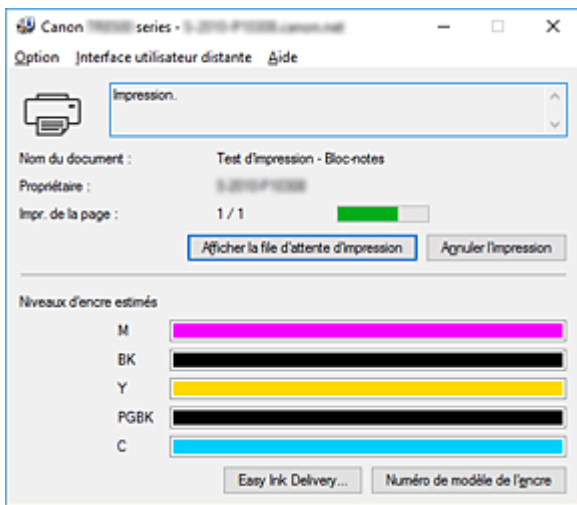 Canon series -
Option Interface utilisateur distante Aide
Impression.
Nom du document : Test d'impression - Bloc-notes
Propriétaire :
Impr. de la page : 1 / 1
Afficher la file d'attente d'impression Annuler l'impression
Niveaux d'encre estimés
M
BK
Y
PGBK
C
Easy Ink Delivery... Numéro de modèle de l'encre